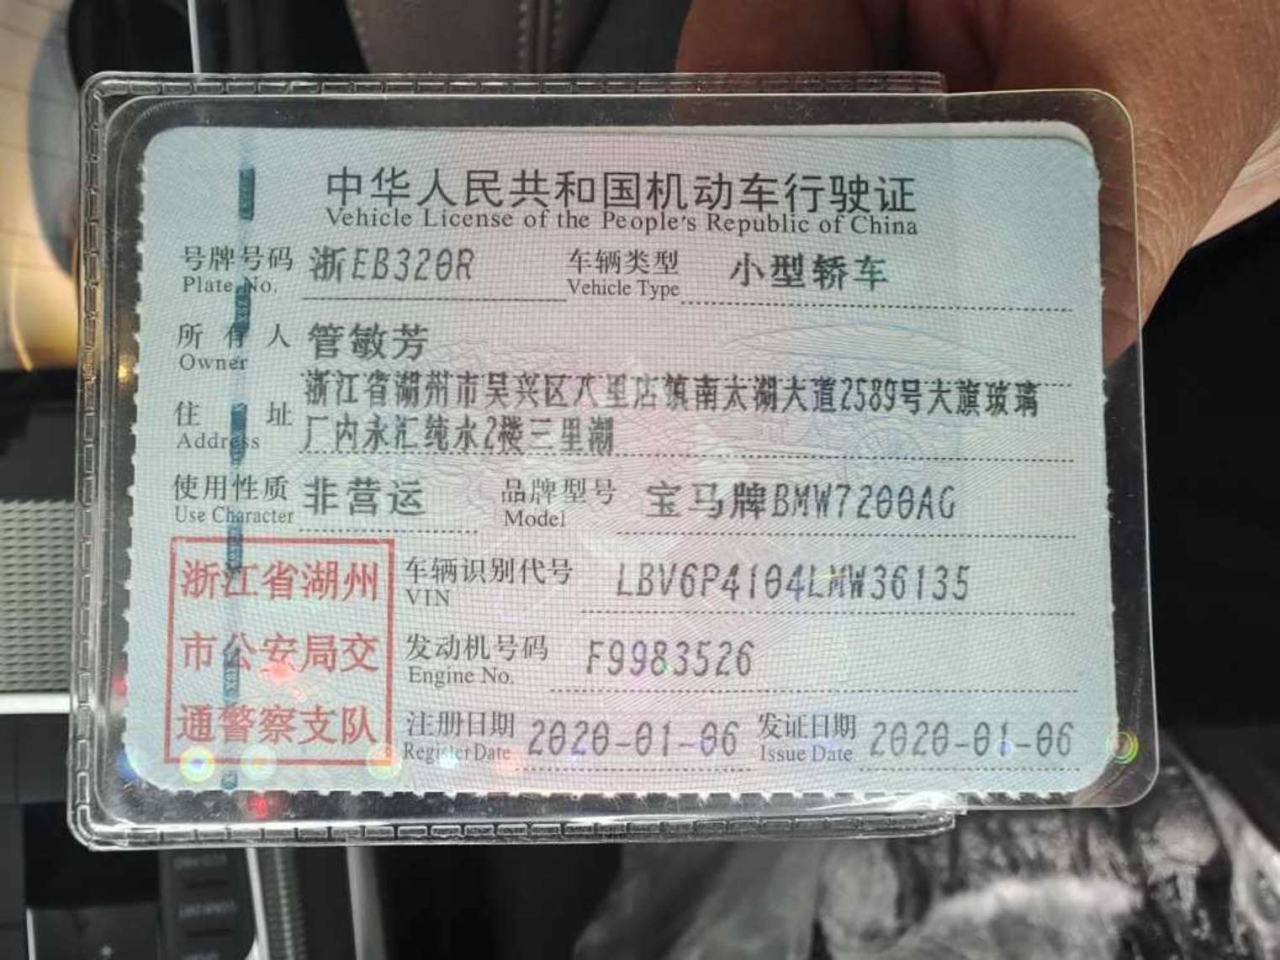 中华人民共和国机动车行驶证
Vehicle License of the People's Republic of China
号牌号码 浙EB320R 车辆类型 小型轿车
Plate No. Vehicle Type
所有人 管敏芳
Owner
浙江省湖州市吴兴区八里店镇南太湖大道2589号大旗玻璃
住址 厂内永汇纯水2楼三里潮
Address
使用性质 非营运 品牌型号 宝马牌BMW7200AG
Use Character Model
浙江省湖州 车辆识别代号 LBV6P4104LMW36135
VIN
市公安局交 发动机号码 F9983526
Engine No.
通警察支队 注册日期 2020-01-06 发证日期 2020-01-06
Register Date Issue Date